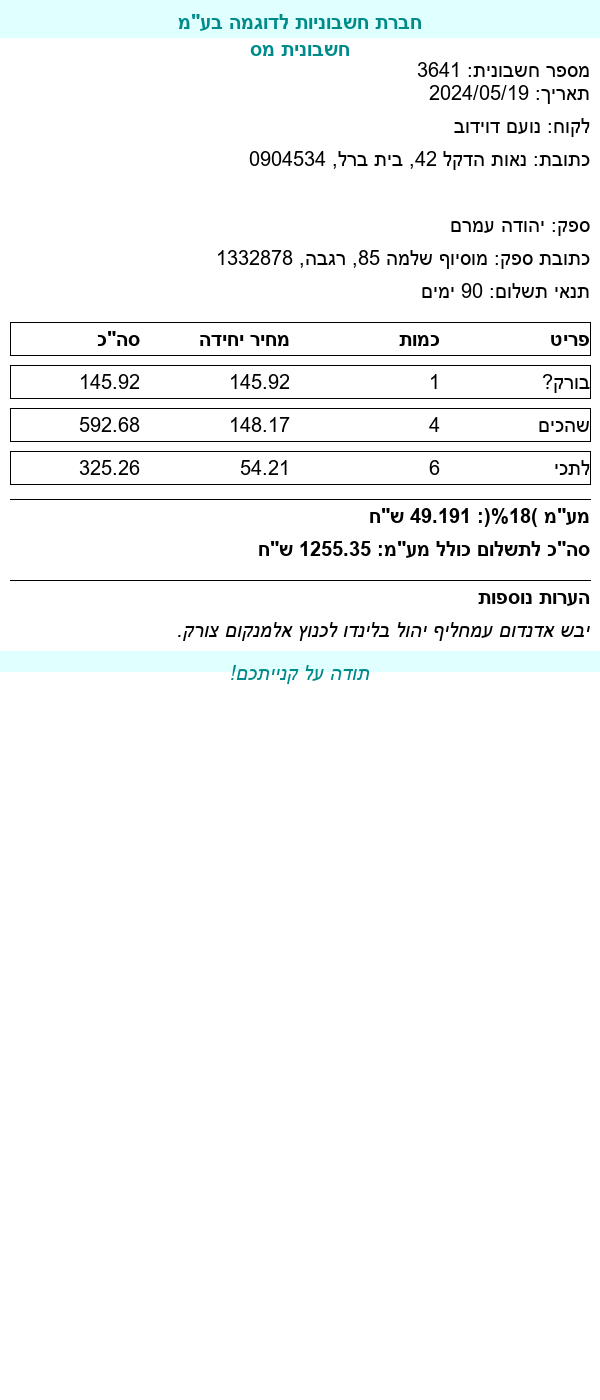 חברת חשבוניות לדוגמה בע"מ
חשבונית מס
מספר חשבונית: 3641
תאריך: 2024/05/19
לקוח: נועם דוידוב
כתובת: נאות הדקל 42, בית ברל, 0904534
ספק: יהודה עמרם
כתובת ספק: מוסיוף שלמה 85, רגבה, 1332878
תנאי תשלום: 90 ימים
פריט כמות מחיר יחידה סה"כ
בורק? 1 145.92 145.92
שהכים 4 148.17 592.68
לתכי 6 54.21 325.26
מע"מ )18%(: 49.191 ש"ח
סה"כ לתשלום כולל מע"מ: 1255.35 ש"ח
הערות נוספות
יבש אדנדום עמחליף יהול בלינדו לכנוץ אלמנקום צורק.
תודה על קנייתכם!